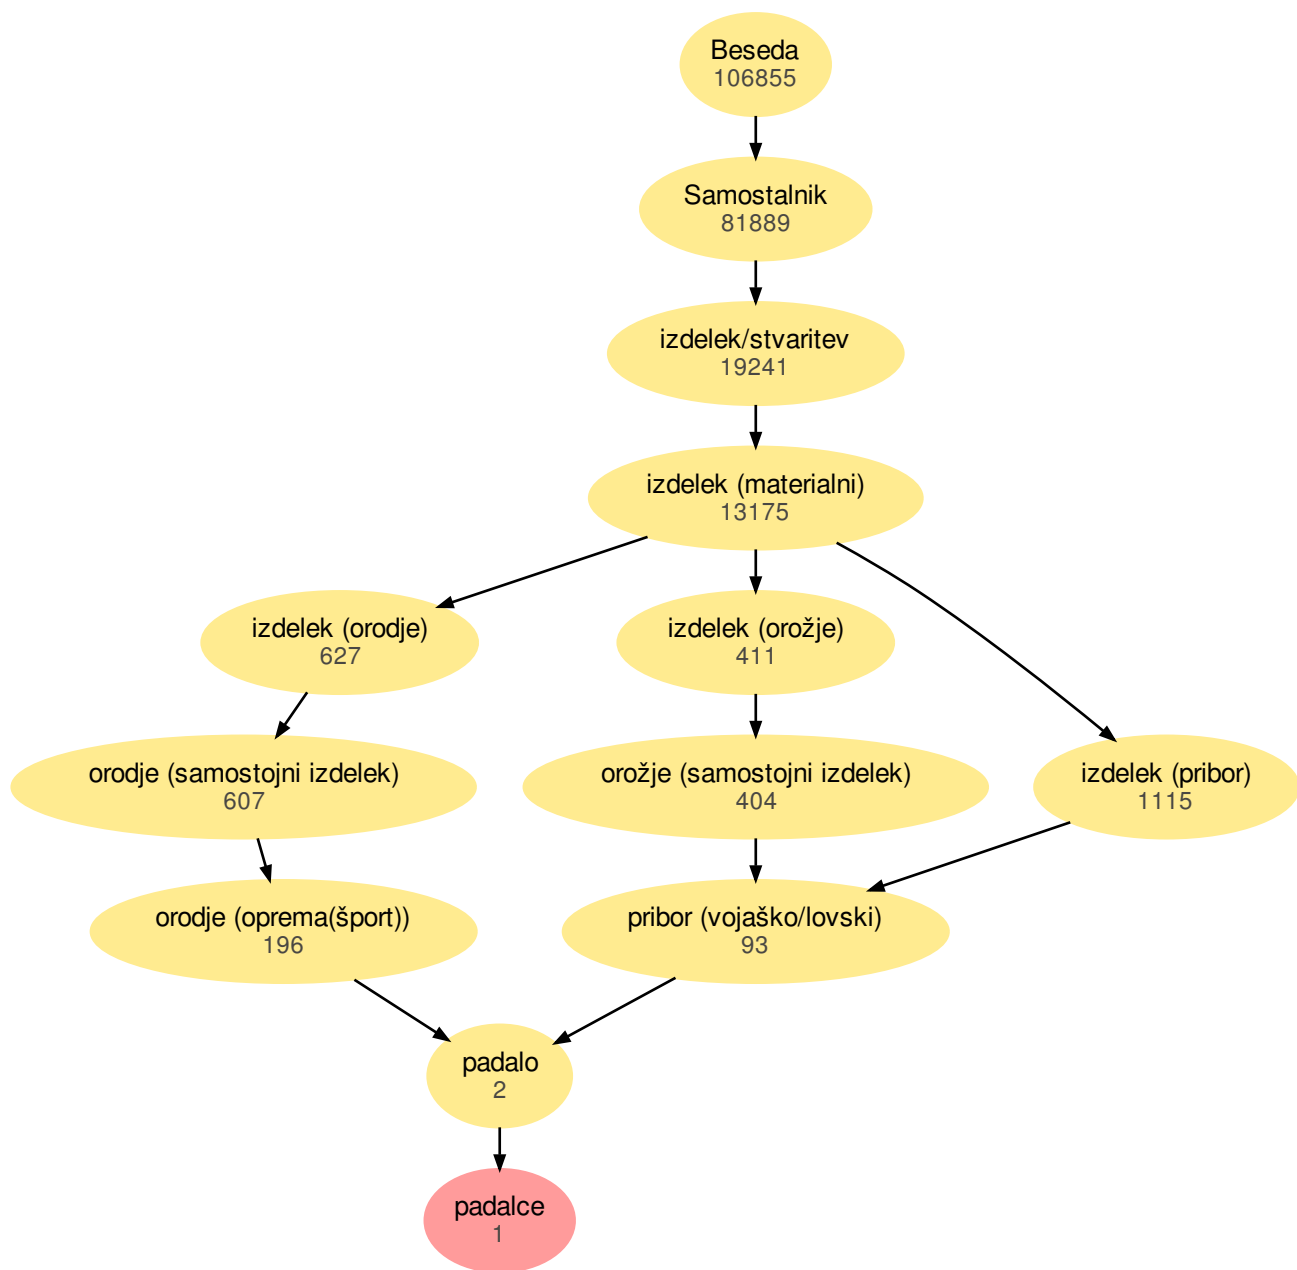 Beseda
106855
Samostalnik
81889
izdelek/stvaritev
19241
izdelek (materialni)
13175
izdelek (orodje)
627
izdelek (orožje)
411
orodje (samostojni izdelek)
607
orožje (samostojni izdelek)
404
izdelek (pribor)
1115
orodje (oprema(šport))
196
pribor (vojaško/lovski)
93
padalo
2
padalce
1